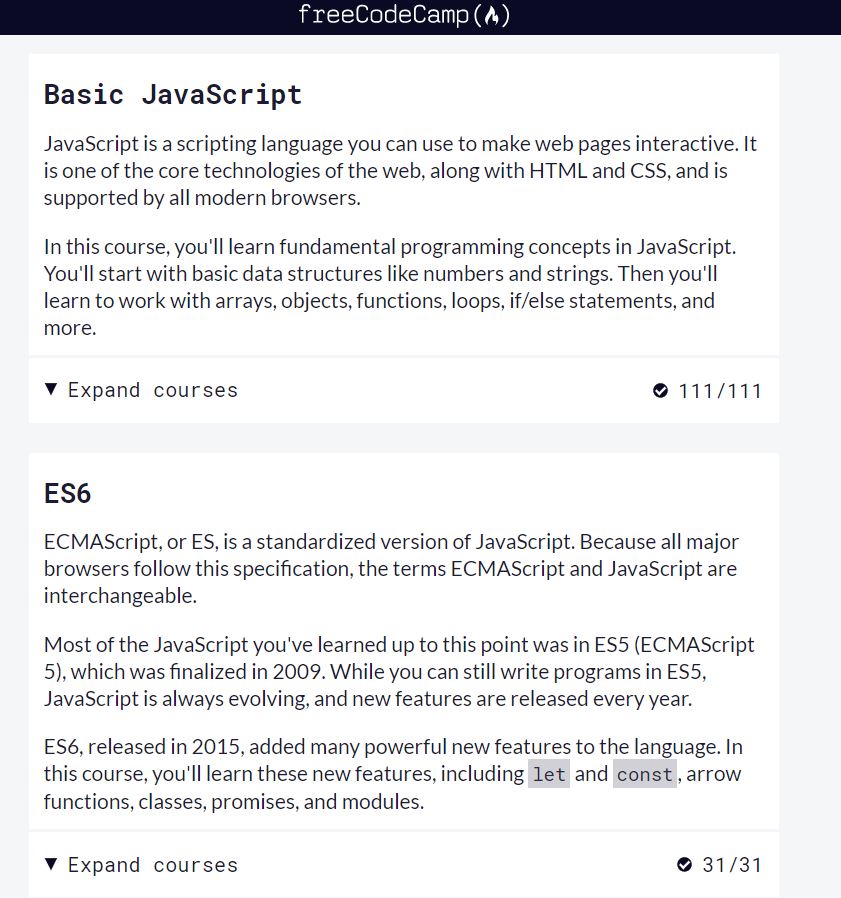 freeCodeCamp
Basic JavaScript
JavaScript is a scripting language you can use to make web pages interactive. It
is one of the core technologies of the web, along with HTML and CSS, and is
supported by all modern browsers.
In this course, you'll learn fundamental programming concepts in JavaScript.
You'll start with basic data structures like numbers and strings. Then you'll
learn to work with arrays, objects, functions, loops, if/else statements, and
more.
Expand courses 111/111
ES6
ECMAScript, or ES, is a standardized version of JavaScript. Because all major
browsers follow this specification, the terms ECMAScript and JavaScript are
interchangeable.
Most of the JavaScript you've learned up to this point was in ES5 (ECMAScript
5), which was finalized in 2009. While you can still write programs in ES5,
JavaScript is always evolving, and new features are released every year.
ES6, released in 2015, added many powerful new features to the language. In
this course, you'll learn these new features, including let and const, arrow
functions, classes, promises, and modules.
Expand courses 31/31